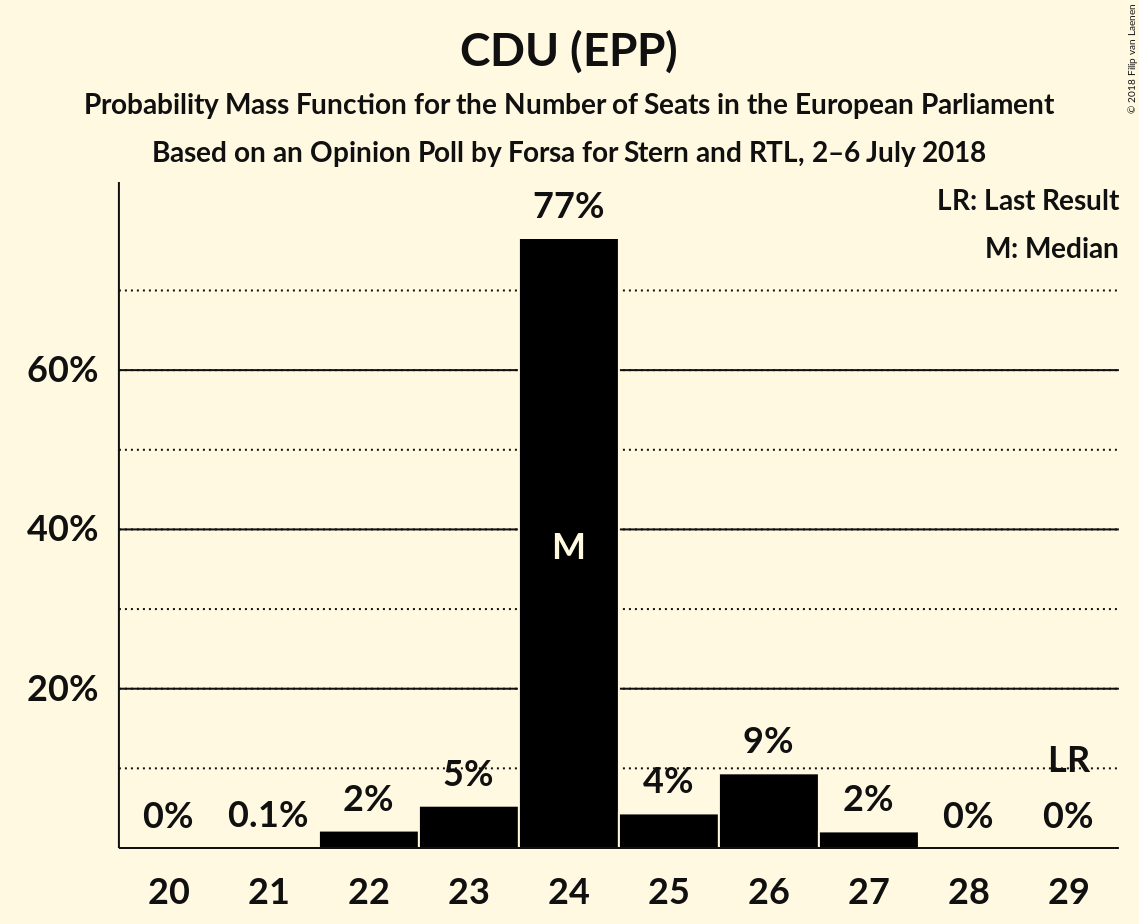 CDU (EPP)
Probability Mass Function for the Number of Seats in the European Parliament
Based on an Opinion Poll by Forsa for Stern and RTL, 2–6 July 2018
© 2018 Filip van Laenen
LR: Last Result
M: Median
77%
60%
40%
M
20%
9%
LR
5%
4%
2%
2%
0%
0.1%
0%
0%
20 21 22 23 24 25 26 27 28 29